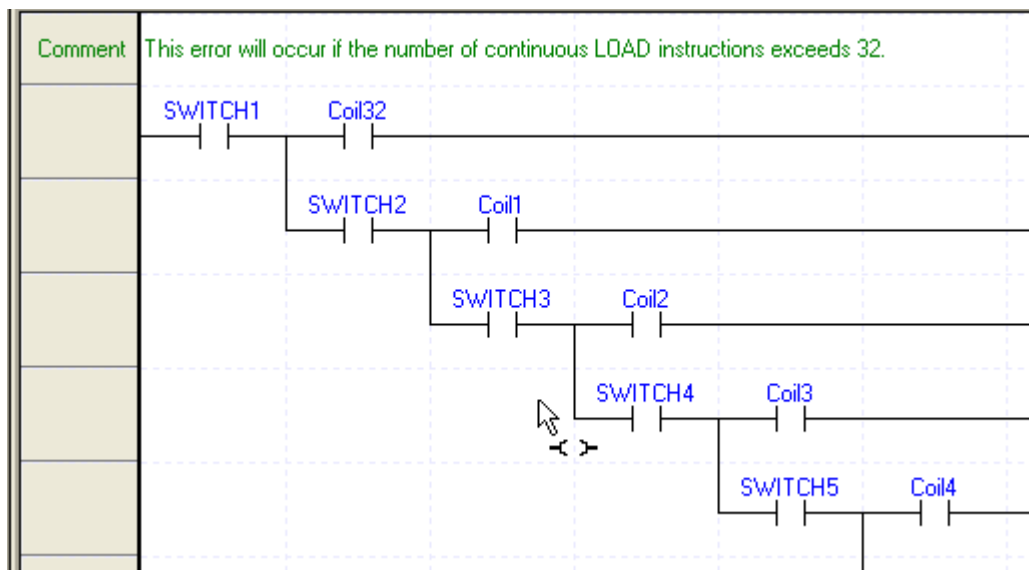 Comment This error will occur if the number of continuous LOAD instructions exceeds 32.
SWITCH1 Coil32
SWITCH2 Coil1
SWITCH3 Coil2
SWITCH4 Coil3
SWITCH5 Coil4